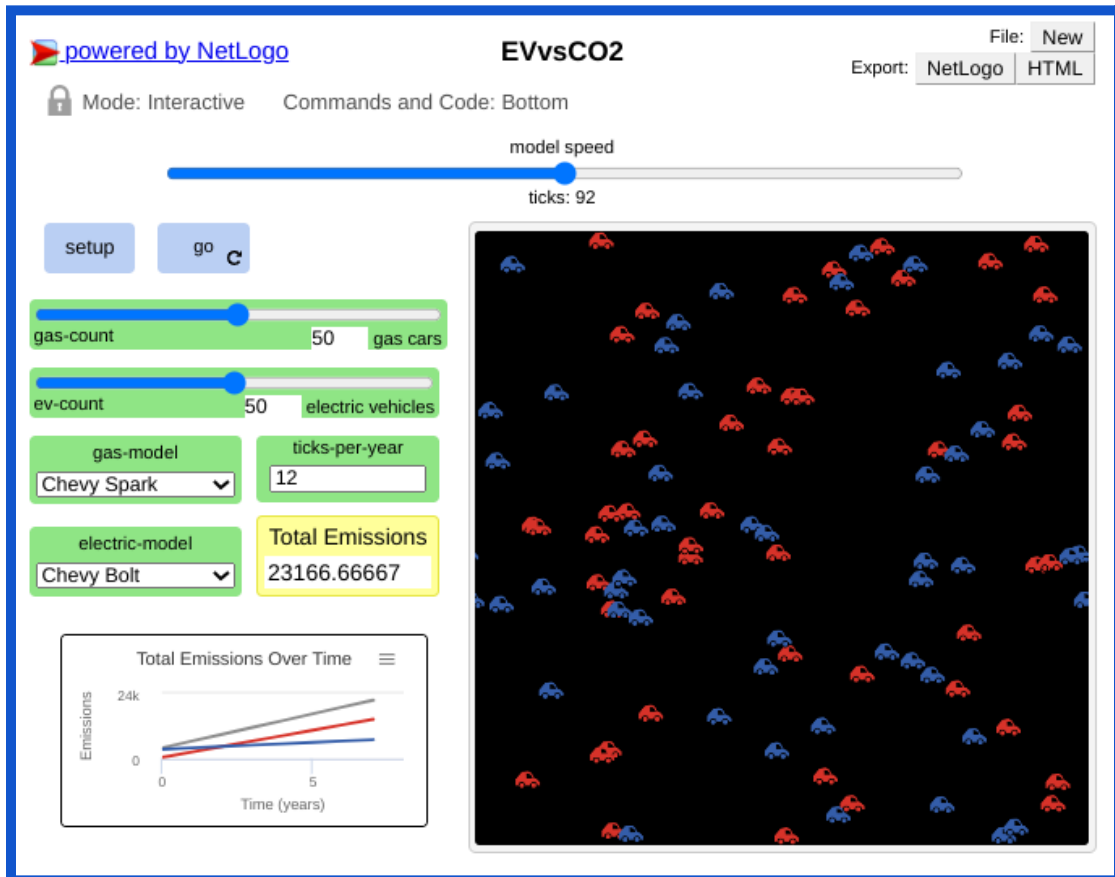 powered by NetLogo
EVvsCO2
File: New
Export: NetLogo HTML
Mode: Interactive
Commands and Code: Bottom
model speed
ticks: 92
setup
go
gas-count
50
gas cars
ev-count
50
electric vehicles
gas-model
Chevy Spark
ticks-per-year
12
electric-model
Chevy Bolt
Total Emissions
23166.66667
Total Emissions Over Time
Emissions
24k
0
0
5
Time (years)